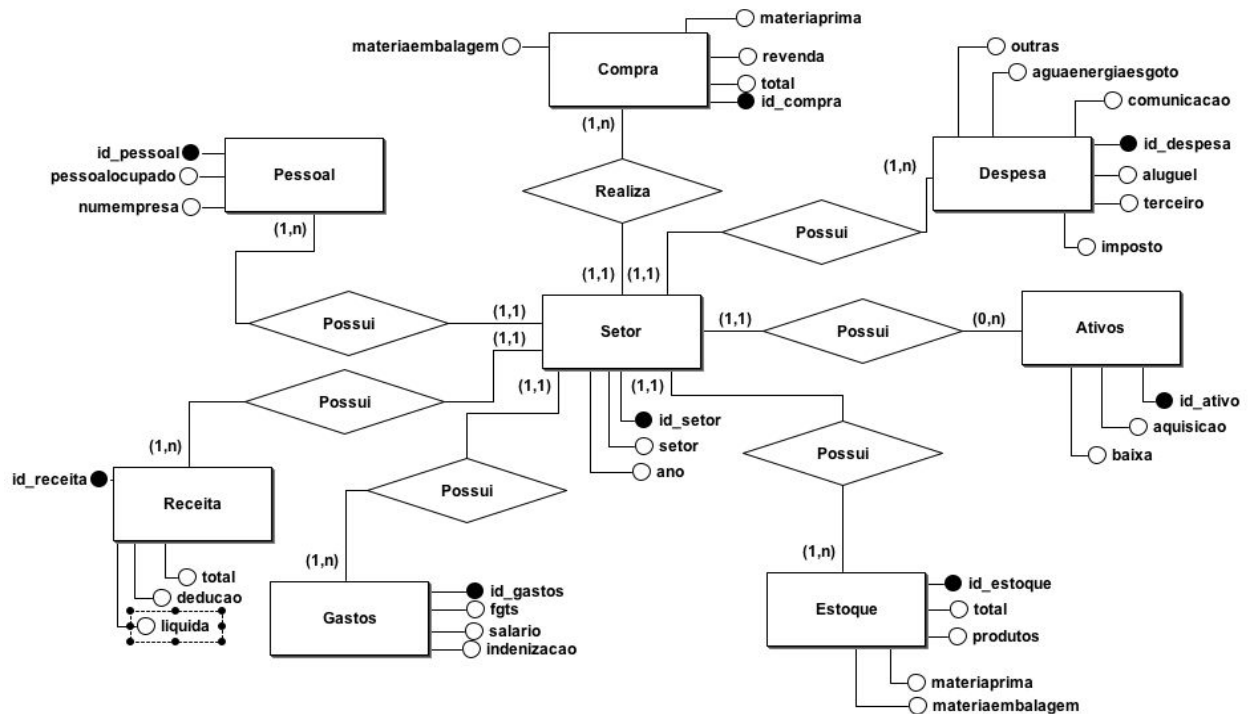 materiaprima
materiaembalagem
Compra
revenda
total
id_compra
(1,n)
Realiza
(1,1)
outras
aguaenergiaesgoto
comunicacao
id_despesa
Despesa
aluguel
terceiro
imposto
(1,n)
Possui
(1,1)
id_pessoal
pessoalocupado
numempresa
Pessoal
(1,n)
Possui
(1,1)
Setor
(1,1)
Possui
(0,n)
Ativos
id_ativo
aquisicao
baixa
(1,1)
Possui
(1,n)
id_receita
Receita
total
deducao
liquida
(1,1)
Possui
(1,n)
Gastos
id_gastos
fgts
salario
indenizacao
id_setor
setor
ano
(1,1)
Possui
(1,n)
Estoque
id_estoque
total
produtos
materiaprima
materiaembalagem